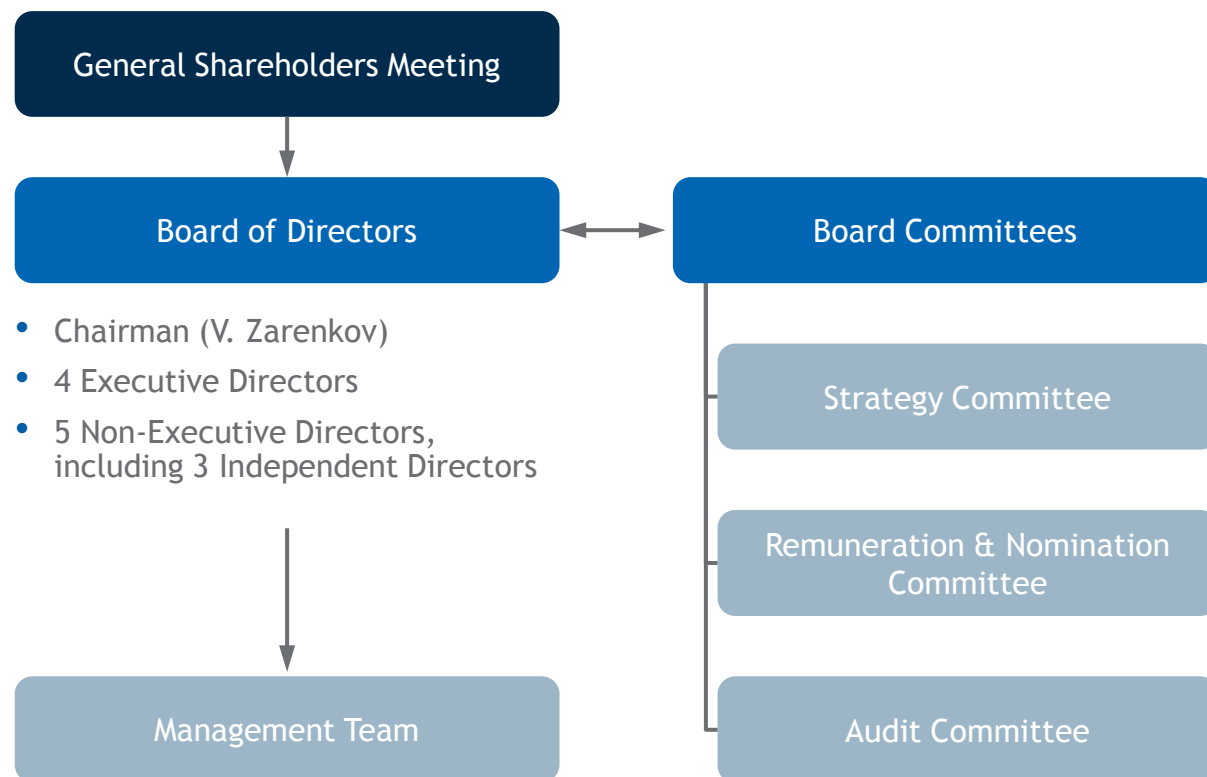 General Shareholders Meeting
Board of Directors
Board Committees
• Chairman (V. Zarenkov)
• 4 Executive Directors
• 5 Non-Executive Directors,
including 3 Independent Directors
Strategy Committee
Remuneration & Nomination
Committee
Management Team
Audit Committee